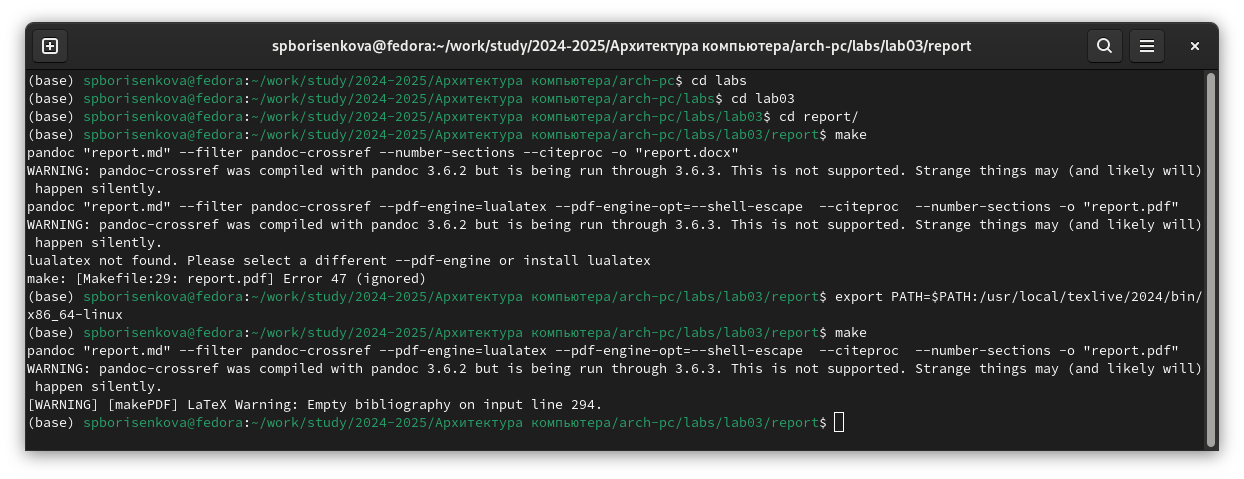 spborisenkova@fedora:~/work/study/2024-2025/Архитектура компьютера/arch-pc/labs/lab03/report
(base) spborisenkova@fedora:~/work/study/2024-2025/Архитектура компьютера/arch-pc$ cd labs
(base) spborisenkova@fedora:~/work/study/2024-2025/Архитектура компьютера/arch-pc/labs$ cd lab03
(base) spborisenkova@fedora:~/work/study/2024-2025/Архитектура компьютера/arch-pc/labs/lab03$ cd report/
(base) spborisenkova@fedora:~/work/study/2024-2025/Архитектура компьютера/arch-pc/labs/lab03/report$ make
pandoc "report.md" --filter pandoc-crossref --number-sections --citeproc -o "report.docx"
WARNING: pandoc-crossref was compiled with pandoc 3.6.2 but is being run through 3.6.3. This is not supported. Strange things may (and likely will)
 happen silently.
pandoc "report.md" --filter pandoc-crossref --pdf-engine=lualatex --pdf-engine-opt=--shell-escape  --citeproc  --number-sections -o "report.pdf"
WARNING: pandoc-crossref was compiled with pandoc 3.6.2 but is being run through 3.6.3. This is not supported. Strange things may (and likely will)
 happen silently.
lualatex not found. Please select a different --pdf-engine or install lualatex
make: [Makefile:29: report.pdf] Error 47 (ignored)
(base) spborisenkova@fedora:~/work/study/2024-2025/Архитектура компьютера/arch-pc/labs/lab03/report$ export PATH=$PATH:/usr/local/texlive/2024/bin/
x86_64-linux
(base) spborisenkova@fedora:~/work/study/2024-2025/Архитектура компьютера/arch-pc/labs/lab03/report$ make
pandoc "report.md" --filter pandoc-crossref --pdf-engine=lualatex --pdf-engine-opt=--shell-escape  --citeproc  --number-sections -o "report.pdf"
WARNING: pandoc-crossref was compiled with pandoc 3.6.2 but is being run through 3.6.3. This is not supported. Strange things may (and likely will)
 happen silently.
[WARNING] [makePDF] LaTeX Warning: Empty bibliography on input line 294.
(base) spborisenkova@fedora:~/work/study/2024-2025/Архитектура компьютера/arch-pc/labs/lab03/report$